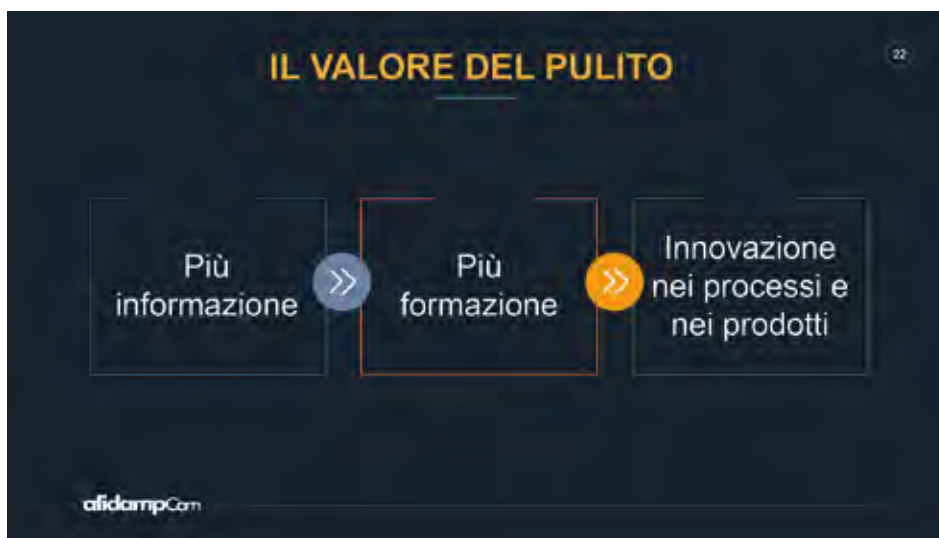 IL VALORE DEL PULITO
22
Più
informazione
Più
formazione
Innovazione
nei processi e
nei prodotti
afidampCom